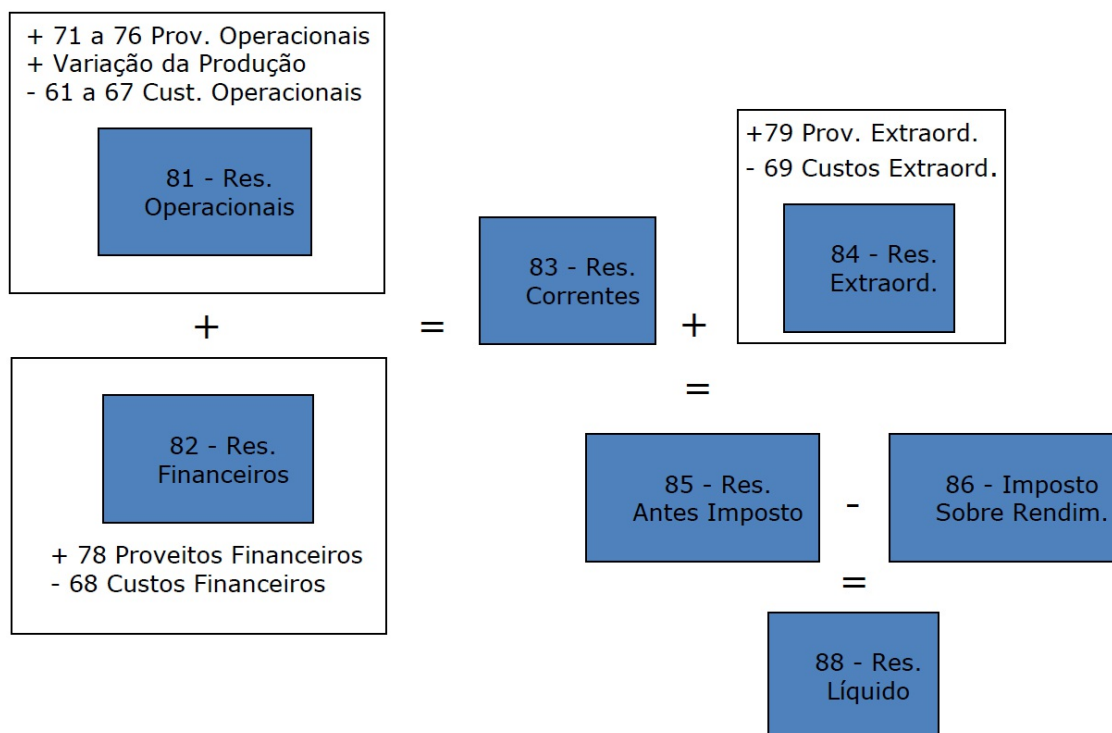 + 71 a 76 Prov. Operacionais
+ Variação da Produção
- 61 a 67 Cust. Operacionais
81 - Res.
Operacionais
+
82 - Res.
Financeiros
+ 78 Proveitos Financeiros
- 68 Custos Financeiros
=
83 - Res.
Correntes
+
+79 Prov. Extraord.
- 69 Custos Extraord.
84 - Res.
Extraord.
=
85 - Res.
Antes Imposto
-
86 - Imposto
Sobre Rendim.
=
88 - Res.
Líquido